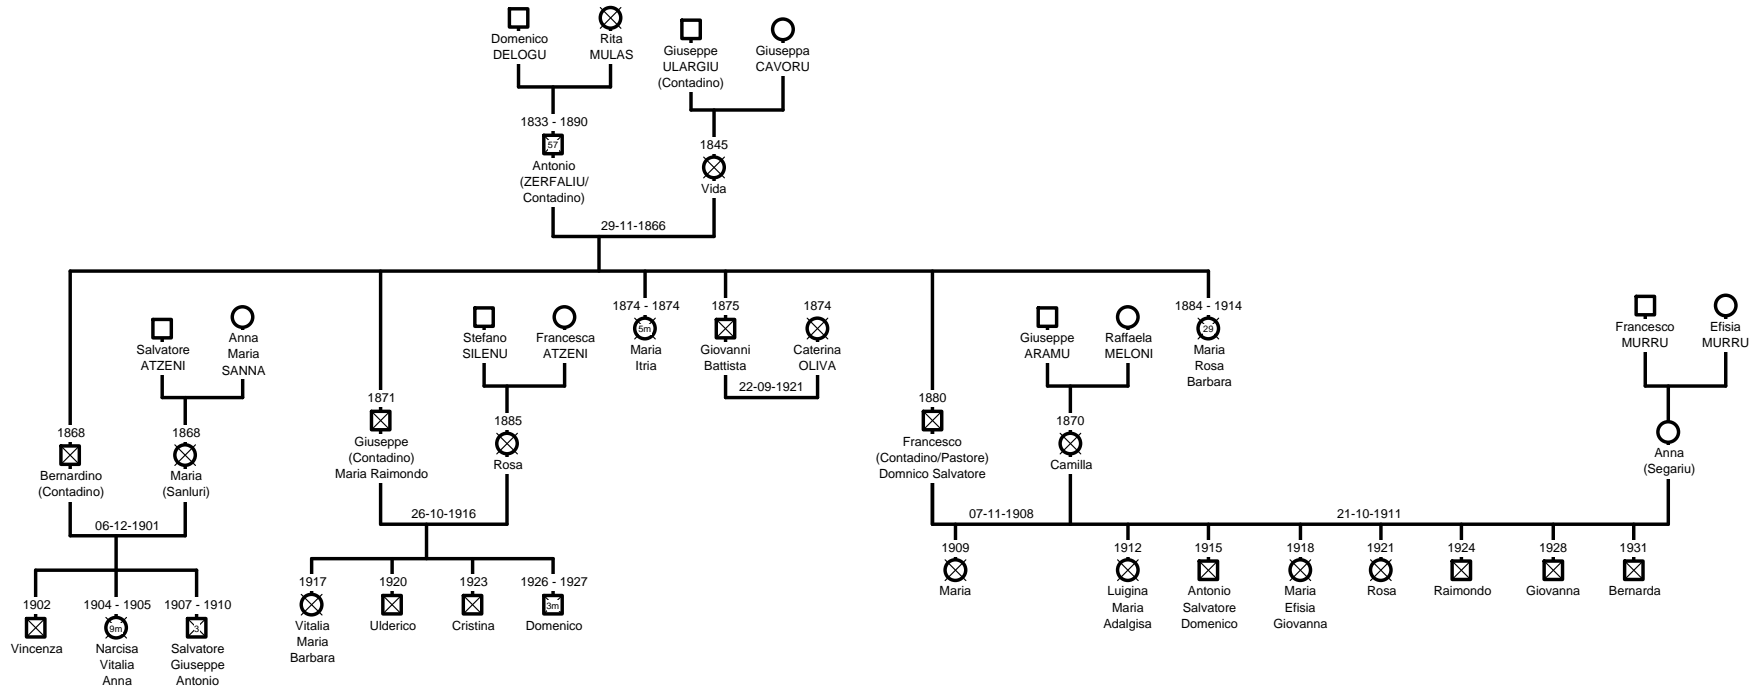 Domenico
DELOGU
Rita
MULAS
Giuseppe
ULARGIU
(Contadino)
Giuseppa
CAVORU
1833 - 1890
57
Antonio
(ZERFALIU/
Contadino)
1845
Vida
29-11-1866
Salvatore
ATZENI
Anna
Maria
SANNA
Stefano
SILENU
Francesca
ATZENI
1874 - 1874
5m
Maria
Itria
1875
Giovanni
Battista
1874
Caterina
OLIVA
22-09-1921
Giuseppe
ARAMU
Raffaela
MELONI
1884 - 1914
29
Maria
Rosa
Barbara
Francesco
MURRU
Efisia
MURRU
1868
Bernardino
(Contadino)
1868
Maria
(Sanluri)
06-12-1901
1871
Giuseppe
(Contadino)
Maria Raimondo
1885
Rosa
26-10-1916
1880
Francesco
(Contadino/Pastore)
Domnico Salvatore
1870
Camilla
07-11-1908
Anna
(Segariu)
21-10-1911
1902
Vincenza
1904 - 1905
9m
Narcisa
Vitalia
Anna
1907 - 1910
3
Salvatore
Giuseppe
Antonio
1917
Vitalia
Maria
Barbara
1920
Ulderico
1923
Cristina
1926 - 1927
3m
Domenico
1909
Maria
1912
Luigina
Maria
Adalgisa
1915
Antonio
Salvatore
Domenico
1918
Maria
Efisia
Giovanna
1921
Rosa
1924
Raimondo
1928
Giovanna
1931
Bernarda